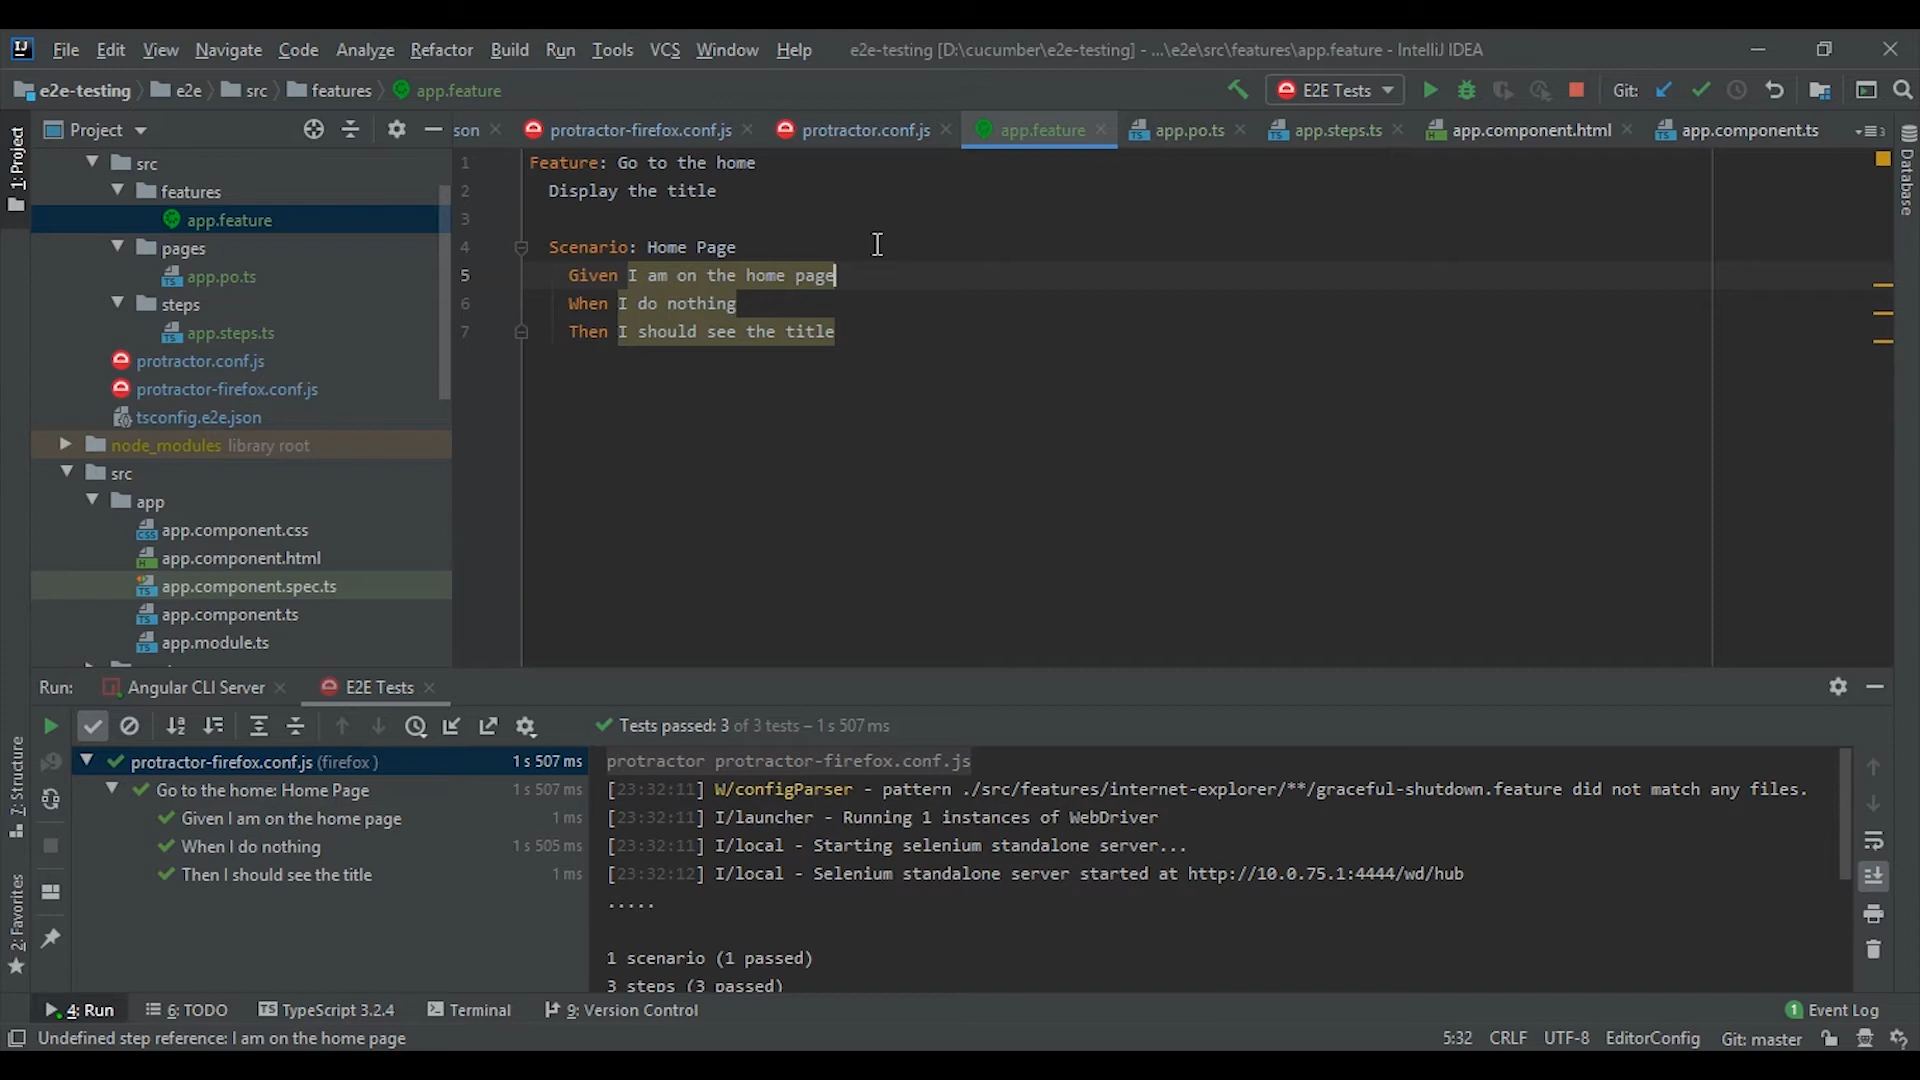 File Edit View Navigate Code Analyze Refactor Build Run Tools VCS Window Help e2e-testing [D:\cucumber\e2e-testing] - ...\e2e\src\features\app.feature - IntelliJ IDEA
e2e-testing e2e src features app.feature E2E Tests Git:
1: Project
Project
son protractor-firefox.conf.js protractor.conf.js app.feature app.po.ts app.steps.ts app.component.html app.component.ts 3
Database
src
features
app.feature
pages
app.po.ts
steps
app.steps.ts
protractor.conf.js
protractor-firefox.conf.js
tsconfig.e2e.json
node_modules library root
src
app
app.component.css
app.component.html
app.component.spec.ts
app.component.ts
app.module.ts
1 Feature: Go to the home
2 Display the title
3
4 Scenario: Home Page
5 Given I am on the home page
6 When I do nothing
7 Then I should see the title
Run: Angular CLI Server E2E Tests
Tests passed: 3 of 3 tests – 1 s 507 ms
7: Structure
2: Favorites
protractor-firefox.conf.js (firefox ) 1 s 507 ms
Go to the home: Home Page 1 s 507 ms
Given I am on the home page 1 ms
When I do nothing 1 s 505 ms
Then I should see the title 1 ms
protractor protractor-firefox.conf.js
[23:32:11] W/configParser - pattern ./src/features/internet-explorer/**/graceful-shutdown.feature did not match any files.
[23:32:11] I/launcher - Running 1 instances of WebDriver
[23:32:11] I/local - Starting selenium standalone server...
[23:32:12] I/local - Selenium standalone server started at http://10.0.75.1:4444/wd/hub
.....
1 scenario (1 passed)
3 steps (3 passed)
4: Run 6: TODO TypeScript 3.2.4 Terminal 9: Version Control 1 Event Log
Undefined step reference: I am on the home page 5:32 CRLF UTF-8 EditorConfig Git: master